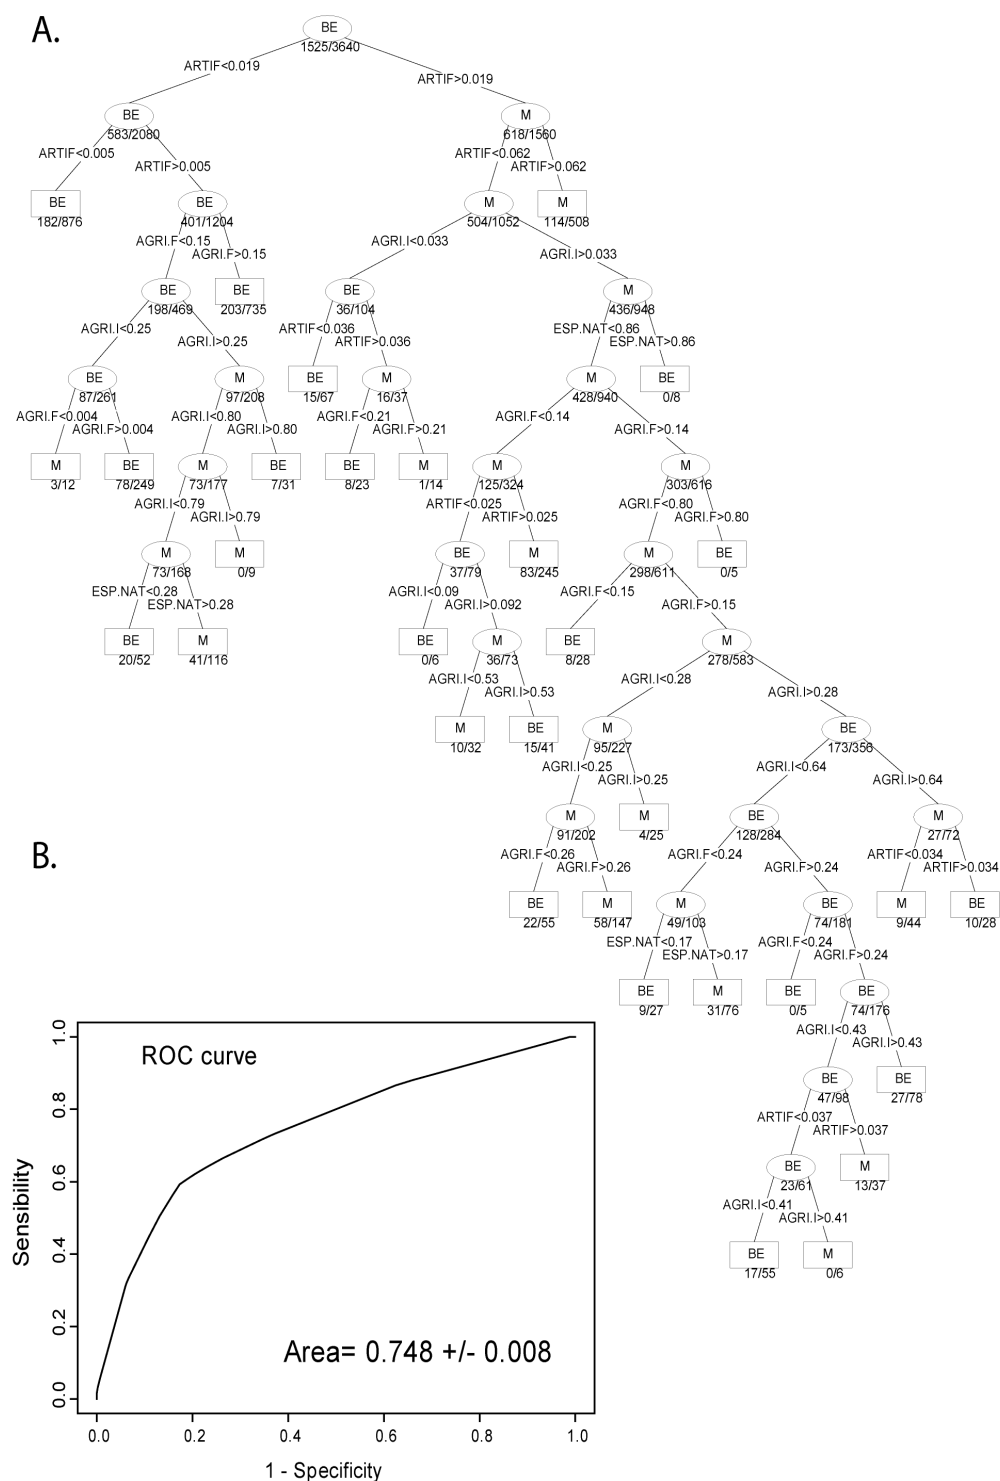 A.
BE
1525/3640
ARTIF<0.019
ARTIF>0.019
BE
583/2080
M
618/1560
ARTIF<0.005
ARTIF>0.005
ARTIF<0.062
ARTIF>0.062
BE
182/876
BE
401/1204
M
504/1052
M
114/508
AGRI.F<0.15
AGRI.F>0.15
AGRI.I<0.033
AGRI.I>0.033
BE
198/469
BE
203/735
BE
36/104
M
436/948
AGRI.I<0.25
AGRI.I>0.25
ARTIF<0.036
ARTIF>0.036
ESP.NAT<0.86
ESP.NAT>0.86
BE
87/261
M
97/208
BE
15/67
M
16/37
M
428/940
BE
0/8
AGRI.F<0.004
AGRI.F>0.004
AGRI.I<0.80
AGRI.I>0.80
AGRI.F<0.21
AGRI.F>0.21
AGRI.F<0.14
AGRI.F>0.14
M
3/12
BE
78/249
M
73/177
BE
7/31
BE
8/23
M
1/14
M
125/324
M
303/616
AGRI.I<0.79
AGRI.I>0.79
ARTIF<0.025
ARTIF>0.025
AGRI.F<0.80
AGRI.F>0.80
M
73/168
M
0/9
BE
37/79
M
83/245
M
298/611
BE
0/5
ESP.NAT<0.28
ESP.NAT>0.28
AGRI.I<0.09
AGRI.I>0.092
AGRI.F<0.15
AGRI.F>0.15
BE
20/52
M
41/116
BE
0/6
M
36/73
BE
8/28
M
278/583
AGRI.I<0.53
AGRI.I>0.53
AGRI.I<0.28
AGRI.I>0.28
M
10/32
BE
15/41
M
95/227
BE
173/356
AGRI.I<0.25
AGRI.I>0.25
AGRI.I<0.64
AGRI.I>0.64
M
91/202
M
4/25
BE
128/284
M
27/72
AGRI.F<0.26
AGRI.F>0.26
AGRI.F<0.24
AGRI.F>0.24
ARTIF<0.034
ARTIF>0.034
BE
22/55
M
58/147
M
49/103
BE
74/181
M
9/44
BE
10/28
ESP.NAT<0.17
ESP.NAT>0.17
AGRI.F<0.24
AGRI.F>0.24
BE
9/27
M
31/76
BE
0/5
BE
74/176
AGRI.I<0.43
AGRI.I>0.43
BE
47/98
BE
27/78
ARTIF<0.037
ARTIF>0.037
BE
23/61
M
13/37
AGRI.I<0.41
AGRI.I>0.41
BE
17/55
M
0/6
B.
ROC curve
Area= 0.748 +/- 0.008
Sensibility
1.0
0.8
0.6
0.4
0.2
0.0
0.0 0.2 0.4 0.6 0.8 1.0
1 - Specificity